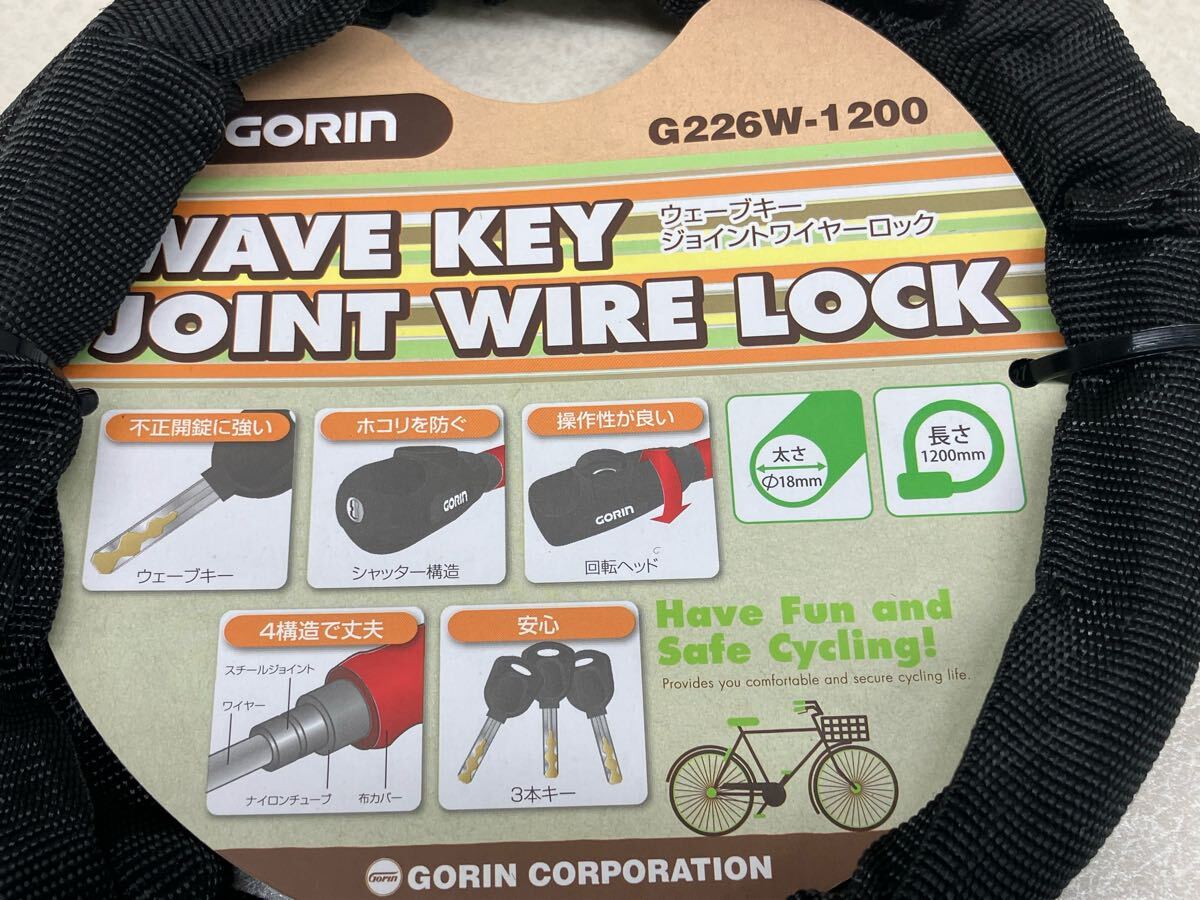 GORIN
G226W-1200
WAVE KEY
ウェーブキー
ジョイントワイヤーロック
JOINT WIRE LOCK
不正開錠に強い
ウェーブキー
ホコリを防ぐ
GORIN
シャッター構造
操作性が良い
GORIN
回転ヘッド
太さ
Φ18mm
長さ
1200mm
4構造で丈夫
スチールジョイント
ワイヤー
ナイロンチューブ
布カバー
安心
3本キー
Have Fun and
Safe Cycling!
Provides you comfortable and secure cycling life.
Gorin GORIN CORPORATION